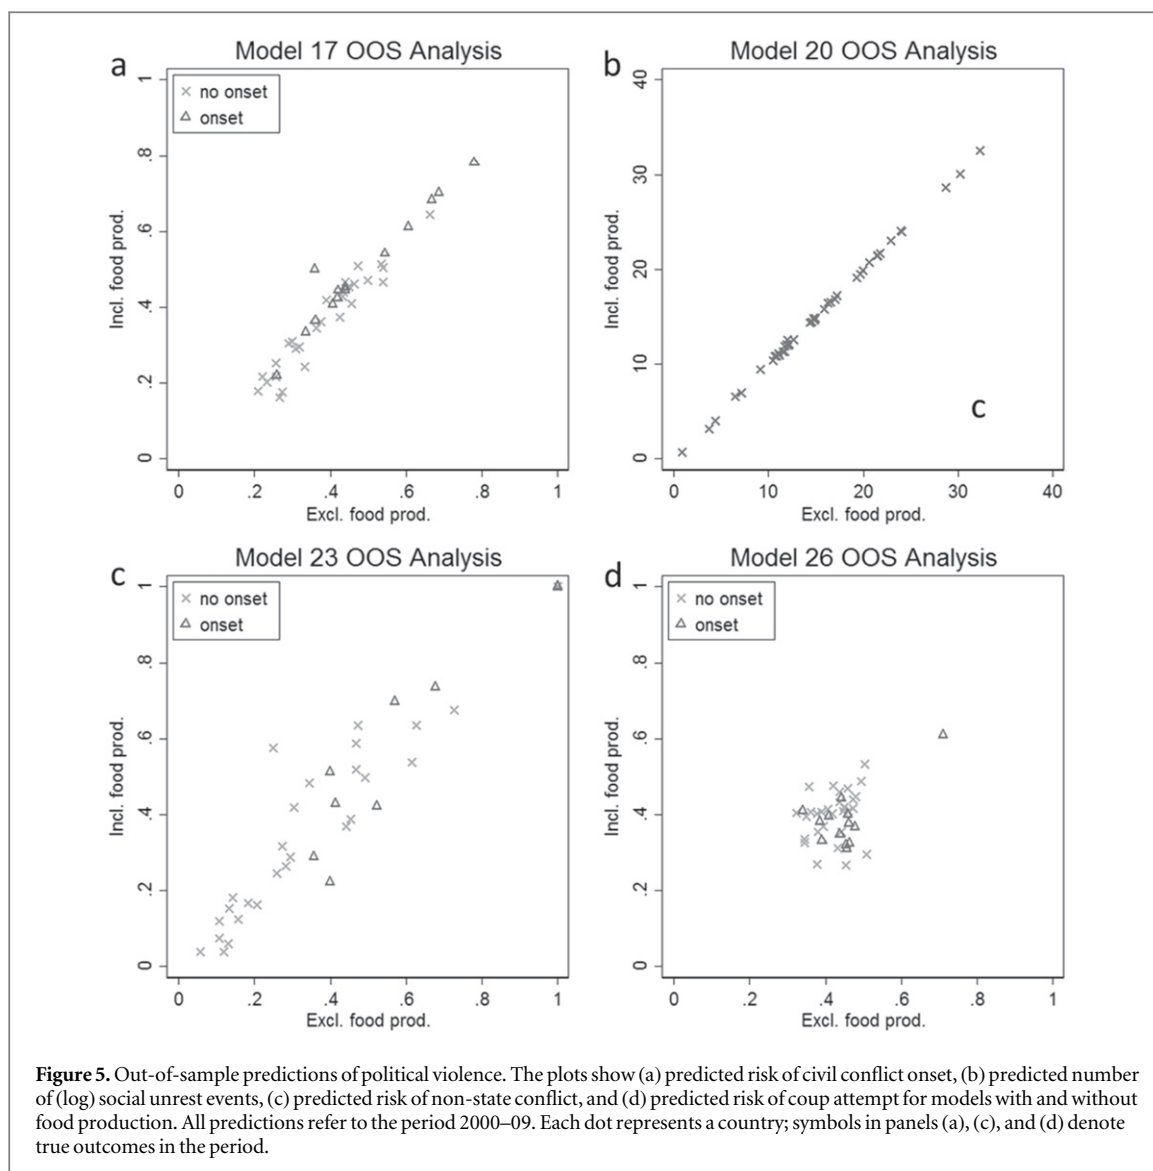 a
Model 17 OOS Analysis
no onset
onset
Incl. food prod.
1
.8
.6
.4
.2
0
0 .2 .4 .6 .8 1
Excl. food prod.
b
Model 20 OOS Analysis
Incl. food prod.
40
30
20
10
0
c
0 10 20 30 40
Excl. food prod.
c
Model 23 OOS Analysis
no onset
onset
Incl. food prod.
1
.8
.6
.4
.2
0
0 .2 .4 .6 .8 1
Excl. food prod.
d
Model 26 OOS Analysis
no onset
onset
Incl. food prod.
1
.8
.6
.4
.2
0
0 .2 .4 .6 .8 1
Excl. food prod.
Figure 5. Out-of-sample predictions of political violence. The plots show (a) predicted risk of civil conflict onset, (b) predicted number
of (log) social unrest events, (c) predicted risk of non-state conflict, and (d) predicted risk of coup attempt for models with and without
food production. All predictions refer to the period 2000–09. Each dot represents a country; symbols in panels (a), (c), and (d) denote
true outcomes in the period.